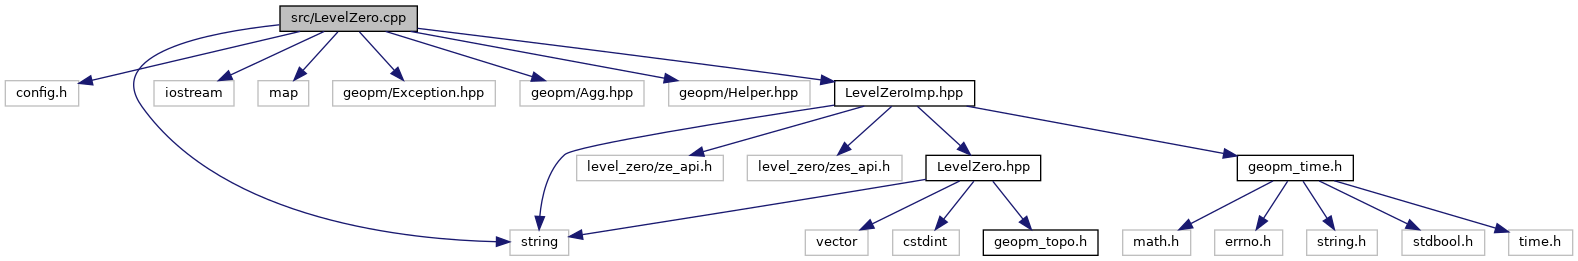 src/LevelZero.cpp
config.h
iostream
map
geopm/Exception.hpp
geopm/Agg.hpp
geopm/Helper.hpp
LevelZeroImp.hpp
level_zero/ze_api.h
level_zero/zes_api.h
LevelZero.hpp
geopm_time.h
string
vector
cstdint
geopm_topo.h
math.h
errno.h
string.h
stdbool.h
time.h